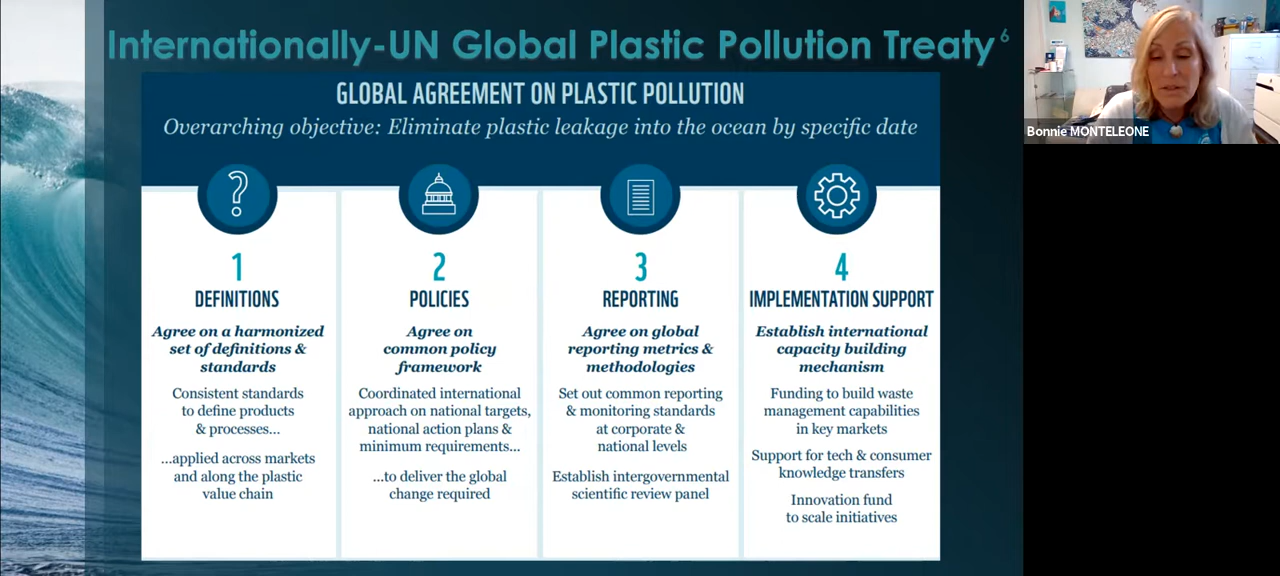 Internationally-UN Global Plastic Pollution Treaty⁶
GLOBAL AGREEMENT ON PLASTIC POLLUTION
Overarching objective: Eliminate plastic leakage into the ocean by specific date
1
DEFINITIONS
Agree on a harmonized
set of definitions &
standards
Consistent standards
to define products
& processes...
...applied across markets
and along the plastic
value chain
2
POLICIES
Agree on
common policy
framework
Coordinated international
approach on national targets,
national action plans &
minimum requirements...
...to deliver the global
change required
3
REPORTING
Agree on global
reporting metrics &
methodologies
Set out common reporting
& monitoring standards
at corporate &
national levels
Establish intergovernmental
scientific review panel
4
IMPLEMENTATION SUPPORT
Establish international
capacity building
mechanism
Funding to build waste
management capabilities
in key markets
Support for tech & consumer
knowledge transfers
Innovation fund
to scale initiatives
Bonnie MONTELEONE